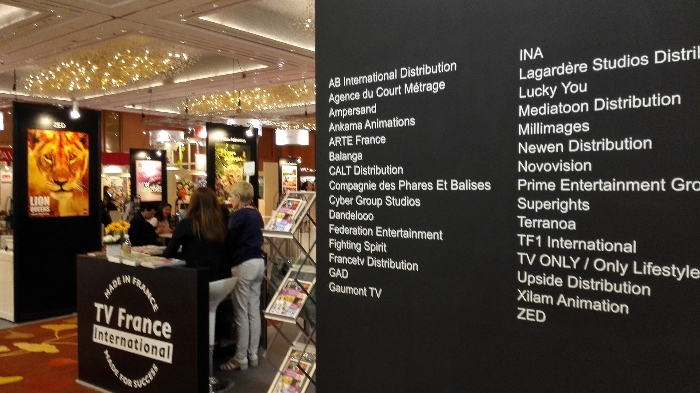 ZED
LION
QUEENS
MADE IN FRANCE
TV France
International
MADE FOR SUCCESS
AB International Distribution
Agence du Court Métrage
Ampersand
Ankama Animations
ARTE France
Balanga
CALT Distribution
Compagnie des Phares Et Balises
Cyber Group Studios
Dandelooo
Federation Entertainment
Fighting Spirit
Francetv Distribution
GAD
Gaumont TV
INA
Lagardère Studios Distri
Lucky You
Mediatoon Distribution
Millimages
Newen Distribution
Novovision
Prime Entertainment Gro
Superights
Terranoa
TF1 International
TV ONLY / Only Lifestyle
Upside Distribution
Xilam Animation
ZED